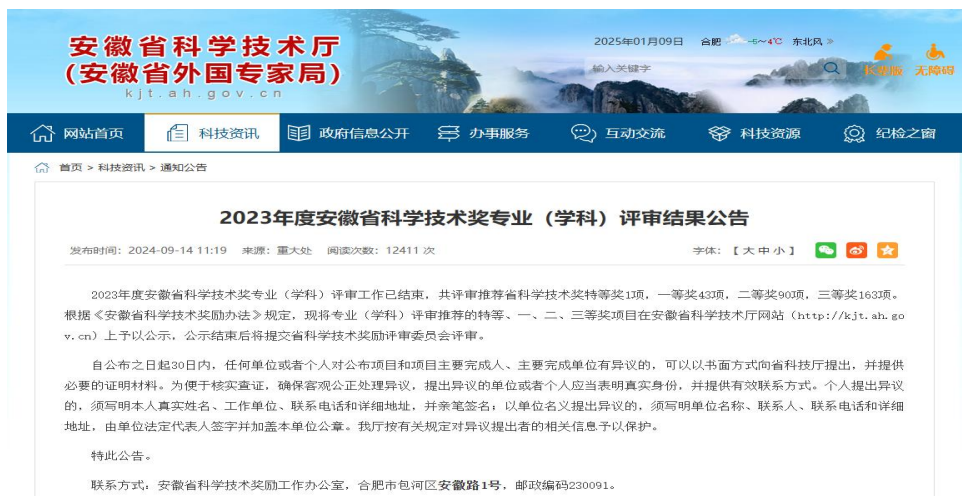 安徽省科学技术厅
(安徽省外国专家局)
kjt.ah.gov.cn
2025年01月09日 合肥 -5~4℃ 东北风
输入关键字
长辈版 无障碍
网站首页 科技资讯 政府信息公开 办事服务 互动交流 科技资源 纪检之窗
首页 > 科技资讯 > 通知公告
2023年度安徽省科学技术奖专业（学科）评审结果公告
发布时间：2024-09-14 11:19 来源：重大处 阅读次数：12411 次 字体：【 大 中 小 】
2023年度安徽省科学技术奖专业（学科）评审工作已结束，共评审推荐省科学技术奖特等奖1项，一等奖43项，二等奖90项，三等奖163项。
根据《安徽省科学技术奖励办法》规定，现将专业（学科）评审推荐的特等、一、二、三等奖项目在安徽省科学技术厅网站（http://kjt.ah.go
v.cn）上予以公示，公示结束后将提交省科学技术奖励评审委员会评审。
自公布之日起30日内，任何单位或者个人对公布项目和项目主要完成人、主要完成单位有异议的，可以以书面方式向省科技厅提出，并提供
必要的证明材料。为便于核实查证，确保客观公正处理异议，提出异议的单位或者个人应当表明真实身份，并提供有效联系方式。个人提出异议
的，须写明本人真实姓名、工作单位、联系电话和详细地址，并亲笔签名；以单位名义提出异议的，须写明单位名称、联系人、联系电话和详细
地址，由单位法定代表人签字并加盖本单位公章。我厅按有关规定对异议提出者的相关信息予以保护。
特此公告。
联系方式：安徽省科学技术奖励工作办公室，合肥市包河区安徽路1号，邮政编码230091。